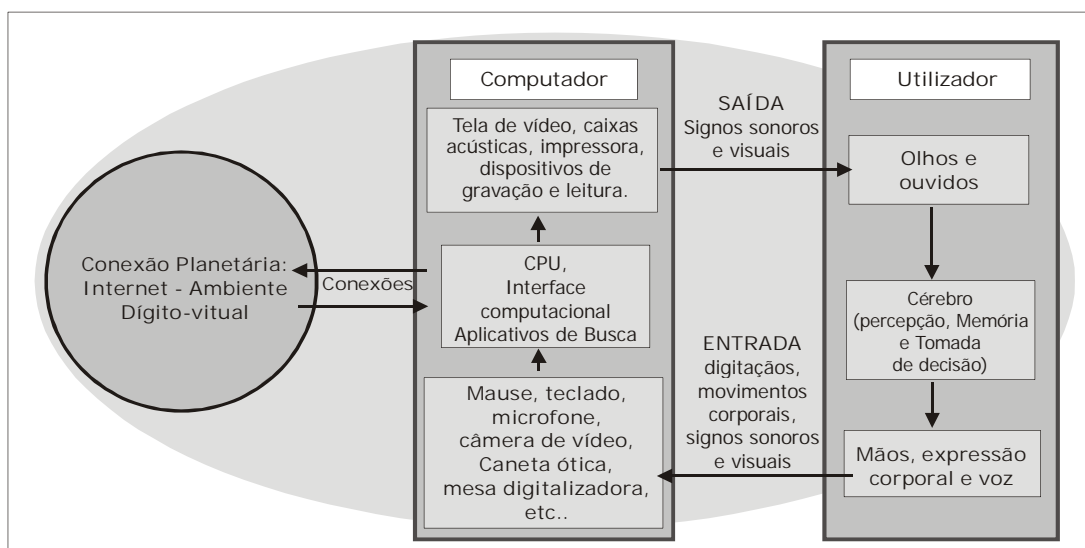 Conexão Planetária:
Internet - Ambiente
Dígito-vitual
Conexões
Computador
Tela de vídeo, caixas
acústicas, impressora,
dispositivos de
gravação e leitura.
CPU,
Interface
computacional
Aplicativos de Busca
Mause, teclado,
microfone,
câmera de vídeo,
Caneta ótica,
mesa digitalizadora,
etc..
SAÍDA
Signos sonoros
e visuais
ENTRADA
digitaçãos,
movimentos
corporais,
signos sonoros
e visuais
Utilizador
Olhos e
ouvidos
Cérebro
(percepção, Memória
e Tomada
de decisão)
Mãos, expressão
corporal e voz